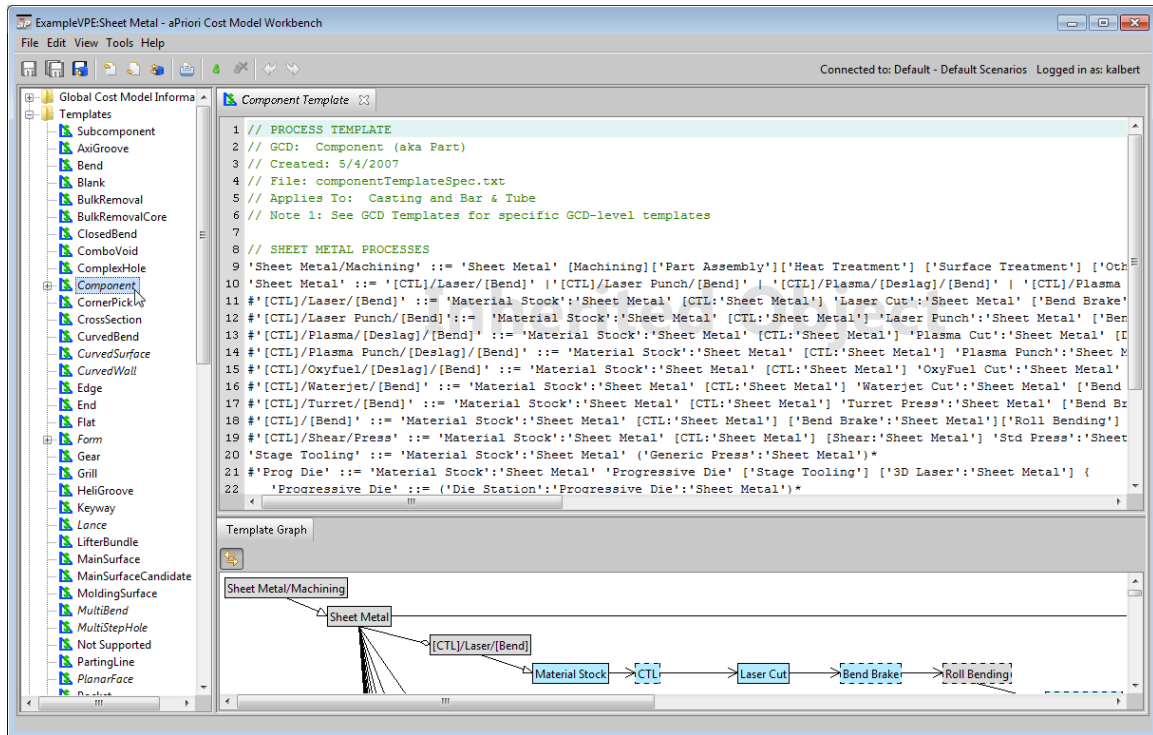 ExampleVPE:Sheet Metal - aPriori Cost Model Workbench
File Edit View Tools Help
Connected to: Default - Default Scenarios Logged in as: kalbert
Global Cost Model Informa
Templates
Subcomponent
AxiGroove
Bend
Blank
BulkRemoval
BulkRemovalCore
ClosedBend
ComboVoid
ComplexHole
Component
CornerPick
CrossSection
CurvedBend
CurvedSurface
CurvedWall
Edge
End
Flat
Form
Gear
Grill
HeliGroove
Keyway
Lance
LifterBundle
MainSurface
MainSurfaceCandidate
MoldingSurface
MultiBend
MultiStepHole
Not Supported
PartingLine
PlanarFace
Component Template
1 // PROCESS TEMPLATE
2 // GCD:  Component (aka Part)
3 // Created: 5/4/2007
4 // File: componentTemplateSpec.txt
5 // Applies To:  Casting and Bar & Tube
6 // Note 1: See GCD Templates for specific GCD-level templates
7
8 // SHEET METAL PROCESSES
9 'Sheet Metal/Machining' ::= 'Sheet Metal' [Machining]['Part Assembly']['Heat Treatment'] ['Surface Treatment'] ['Oth
10 'Sheet Metal' ::= '[CTL]/Laser/[Bend]' |'[CTL]/Laser Punch/[Bend]' | '[CTL]/Plasma/[Deslag]/[Bend]' | '[CTL]/Plasma
11 #'[CTL]/Laser/[Bend]' ::= 'Material Stock':'Sheet Metal' [CTL:'Sheet Metal'] 'Laser Cut':'Sheet Metal' ['Bend Brake'
12 #'[CTL]/Laser Punch/[Bend]'::= 'Material Stock':'Sheet Metal' [CTL:'Sheet Metal'] 'Laser Punch':'Sheet Metal' ['Ben
13 #'[CTL]/Plasma/[Deslag]/[Bend]' ::= 'Material Stock':'Sheet Metal' [CTL:'Sheet Metal'] 'Plasma Cut':'Sheet Metal' [D
14 #'[CTL]/Plasma Punch/[Deslag]/[Bend]' ::= 'Material Stock':'Sheet Metal' [CTL:'Sheet Metal'] 'Plasma Punch':'Sheet M
15 #'[CTL]/Oxyfuel/[Deslag]/[Bend]' ::= 'Material Stock':'Sheet Metal' [CTL:'Sheet Metal'] 'OxyFuel Cut':'Sheet Metal'
16 #'[CTL]/Waterjet/[Bend]' ::= 'Material Stock':'Sheet Metal' [CTL:'Sheet Metal'] 'Waterjet Cut':'Sheet Metal' ['Bend
17 #'[CTL]/Turret/[Bend]' ::= 'Material Stock':'Sheet Metal' [CTL:'Sheet Metal'] 'Turret Press':'Sheet Metal' ['Bend Br
18 #'[CTL]/[Bend]' ::= 'Material Stock':'Sheet Metal' [CTL:'Sheet Metal'] ['Bend Brake':'Sheet Metal']['Roll Bending']
19 #'[CTL]/Shear/Press' ::= 'Material Stock':'Sheet Metal' [CTL:'Sheet Metal'] [Shear:'Sheet Metal'] 'Std Press':'Sheet
20 'Stage Tooling' ::= 'Material Stock':'Sheet Metal' ('Generic Press':'Sheet Metal')*
21 #'Prog Die' ::= 'Material Stock':'Sheet Metal' 'Progressive Die' ['Stage Tooling'] ['3D Laser':'Sheet Metal'] {
22 'Progressive Die' ::= ('Die Station':'Progressive Die':'Sheet Metal')*
Inherited Object
Template Graph
Sheet Metal/Machining
Sheet Metal
[CTL]/Laser/[Bend]
Material Stock
CTL
Laser Cut
Bend Brake
Roll Bending